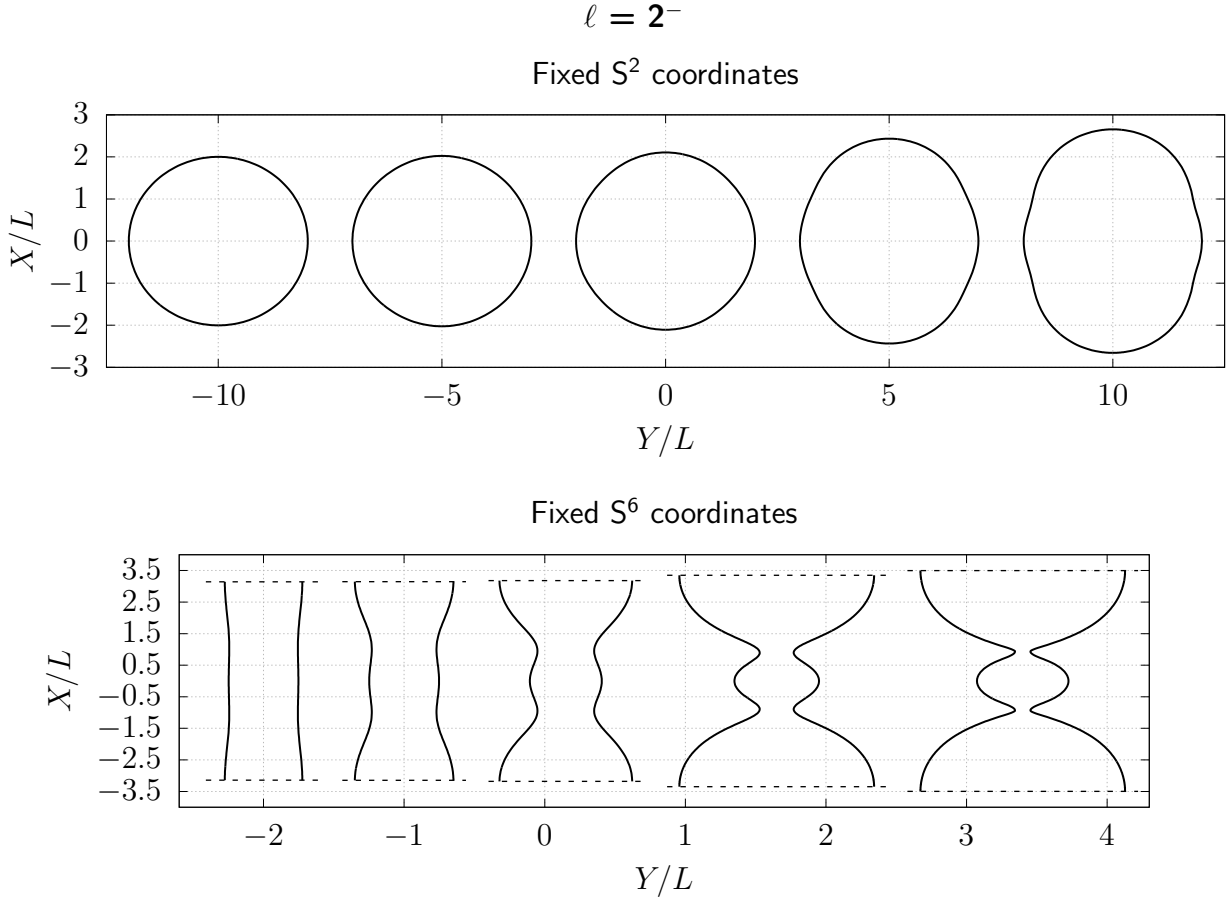 ℓ = 2⁻
Fixed S² coordinates
3
2
1
0
−1
−2
−3
X/L
−10 −5 0 5 10
Y/L
Fixed S⁶ coordinates
3.5
2.5
1.5
0.5
−0.5
−1.5
−2.5
−3.5
X/L
−2 −1 0 1 2 3 4
Y/L